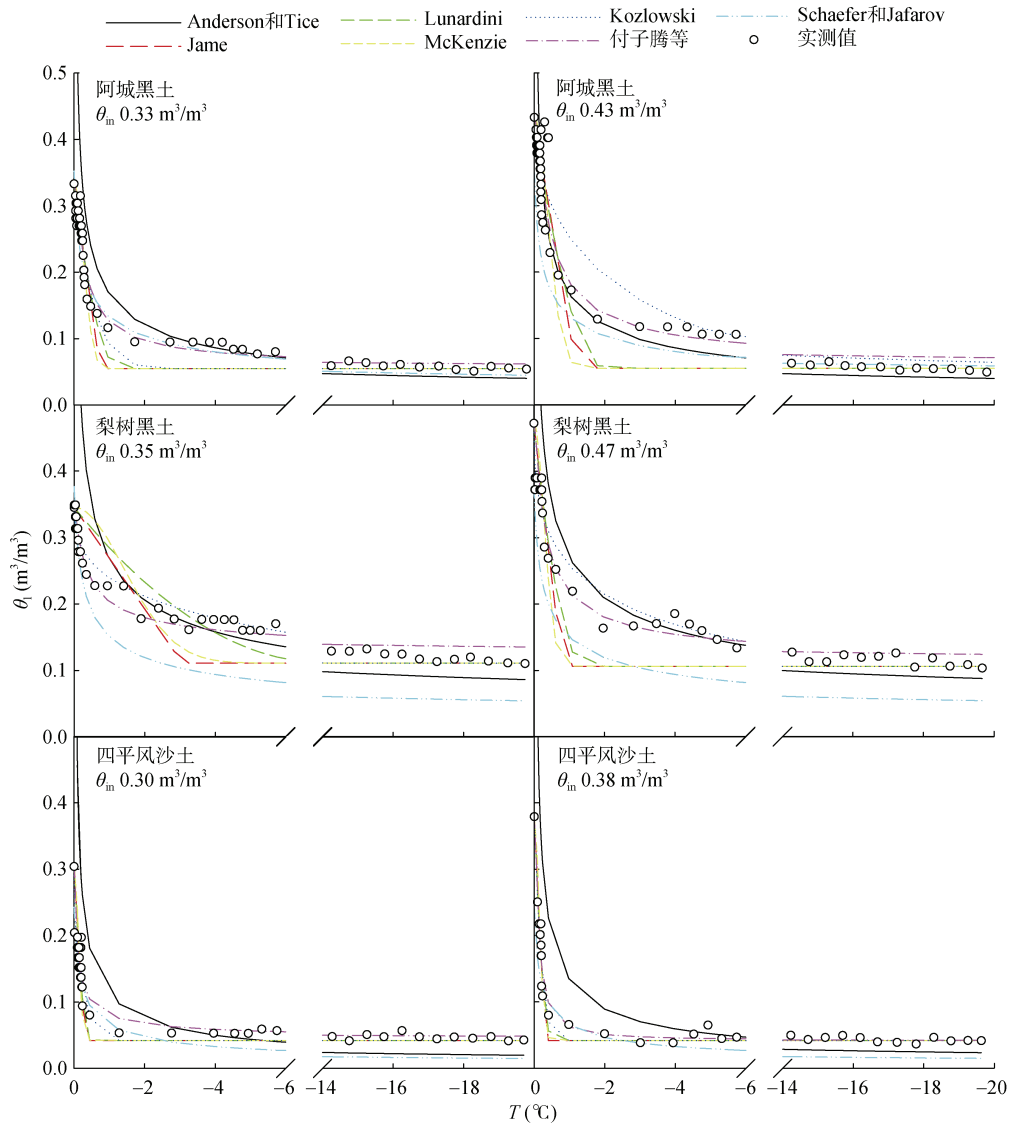 Anderson和Tice
Lunardini
Kozlowski
Schaefer和Jafarov
Jame
McKenzie
付子腾等
实测值
0.5
0.4
0.3
0.2
0.1
0.0
阿城黑土
θin 0.33 m³/m³
阿城黑土
θin 0.43 m³/m³
0.4
0.3
0.2
0.1
0.0
梨树黑土
θin 0.35 m³/m³
梨树黑土
θin 0.47 m³/m³
θl (m³/m³)
0.4
0.3
0.2
0.1
0.0
四平风沙土
θin 0.30 m³/m³
四平风沙土
θin 0.38 m³/m³
0 −2 −4 −6 −14 −16 −18 0 −2 −4 −6 −14 −16 −18 −20
T (℃)